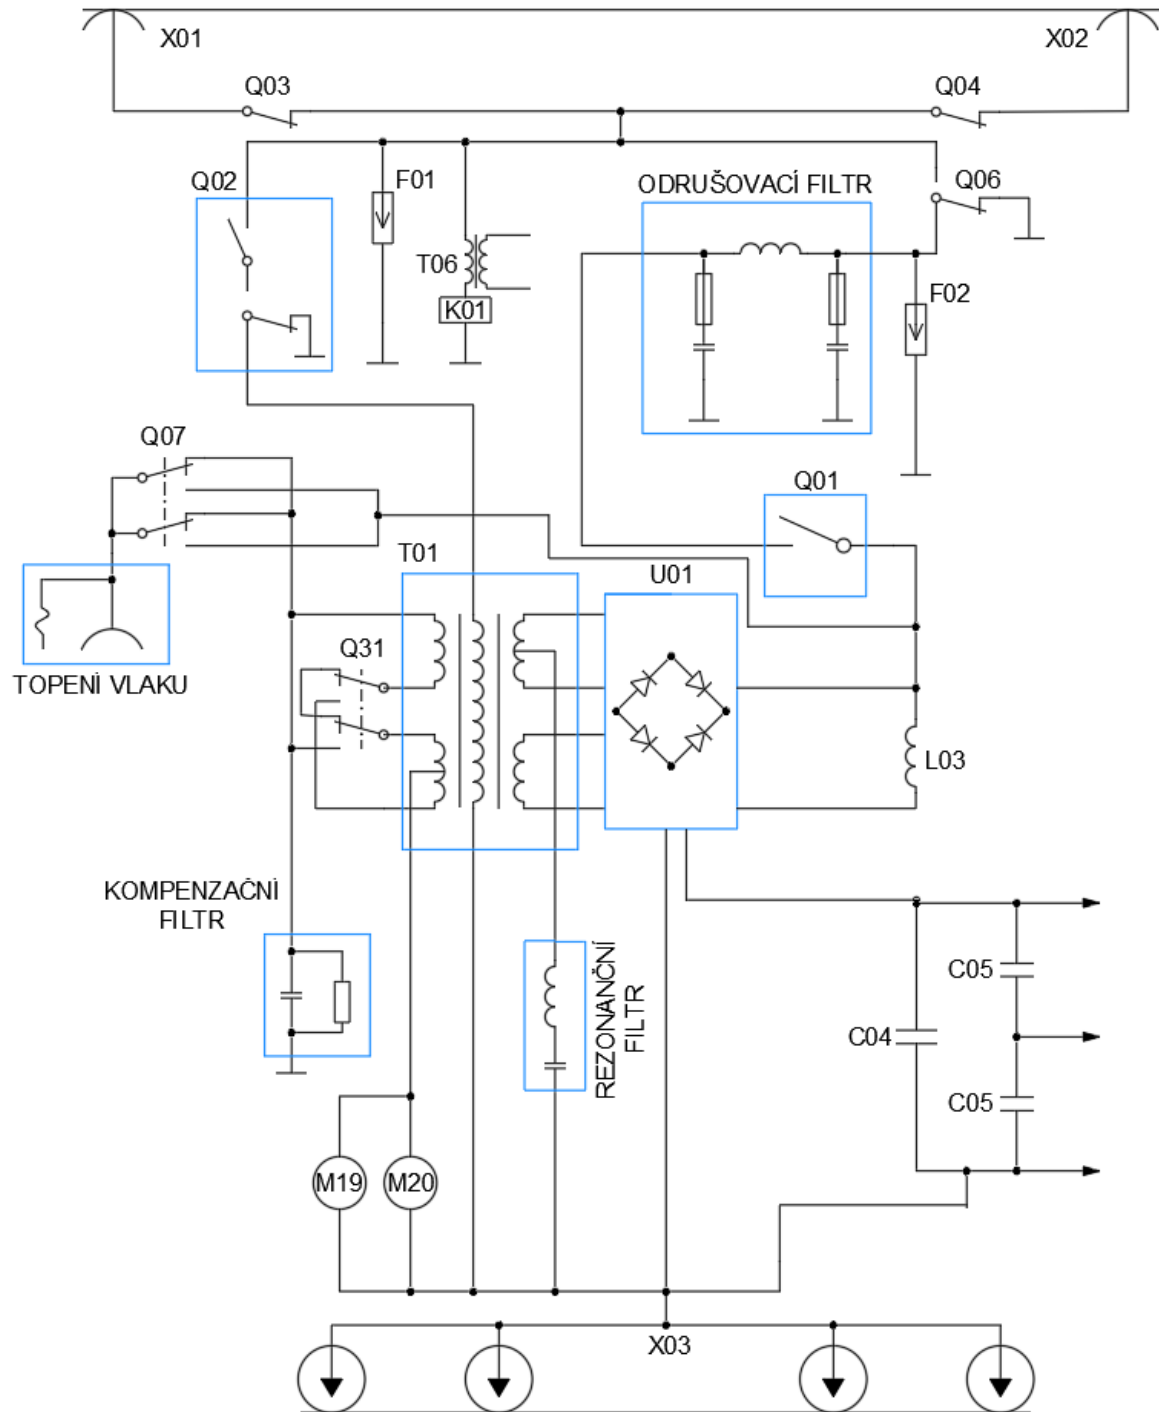 X01
X02
Q03
Q04
Q02
F01
ODRUŠOVACÍ FILTR
Q06
T06
K01
F02
Q07
Q01
T01
U01
Q31
TOPENÍ VLAKU
L03
KOMPENZAČNÍ
FILTR
REZONANČNÍ
FILTR
C05
C04
C05
M19
M20
X03